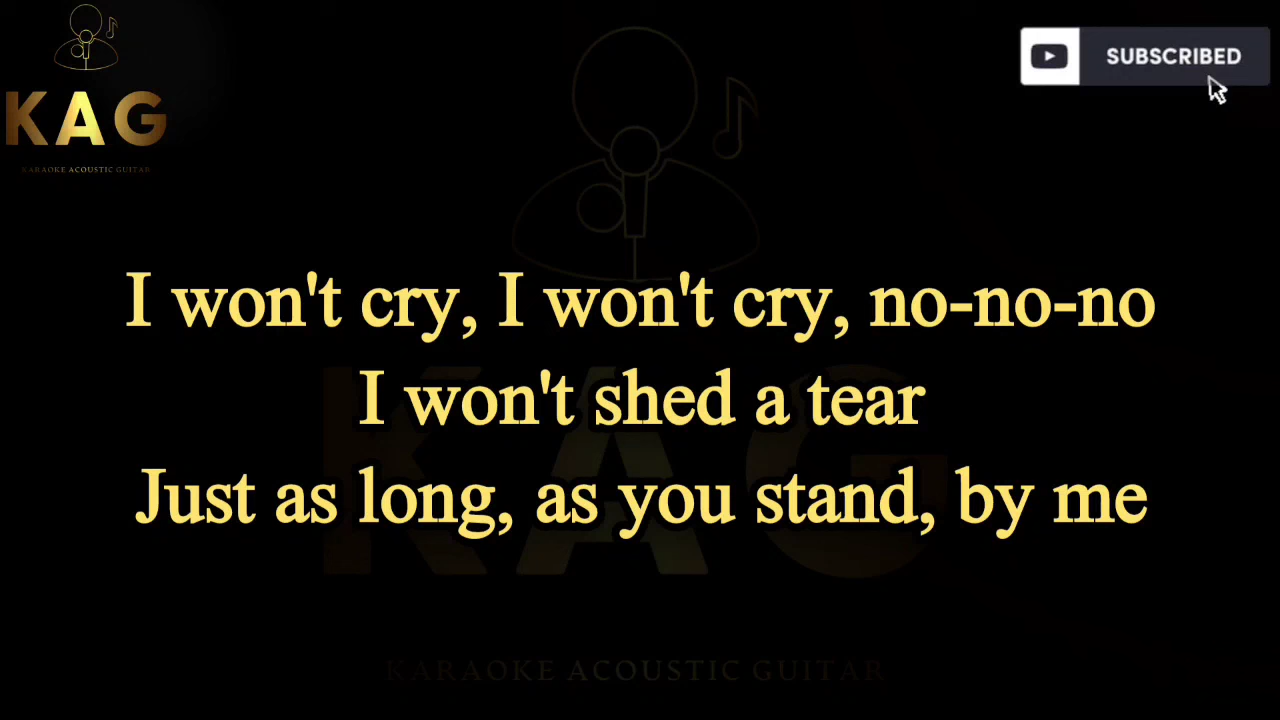 KAG
KARAOKE ACOUSTIC GUITAR
SUBSCRIBED
I won't cry, I won't cry, no-no-no
I won't shed a tear
Just as long, as you stand, by me
KAG
KARAOKE ACOUSTIC GUITAR